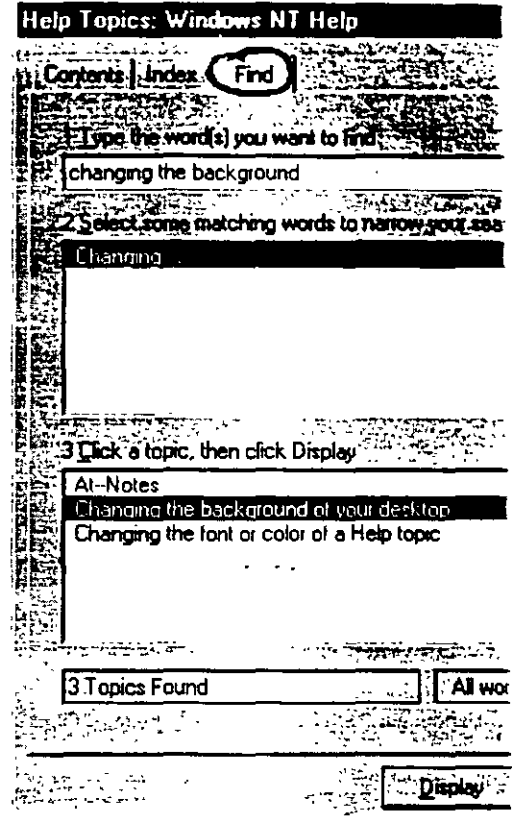 Help Topics: Windows NT Help
Contents Index Find
1 Type the word(s) you want to find
changing the background
2 Select some matching words to narrow your sea
Changing
3 Click a topic, then click Display
At--Notes
Changing the background of your desktop
Changing the font or color of a Help topic
3 Topics Found
All wor
Display